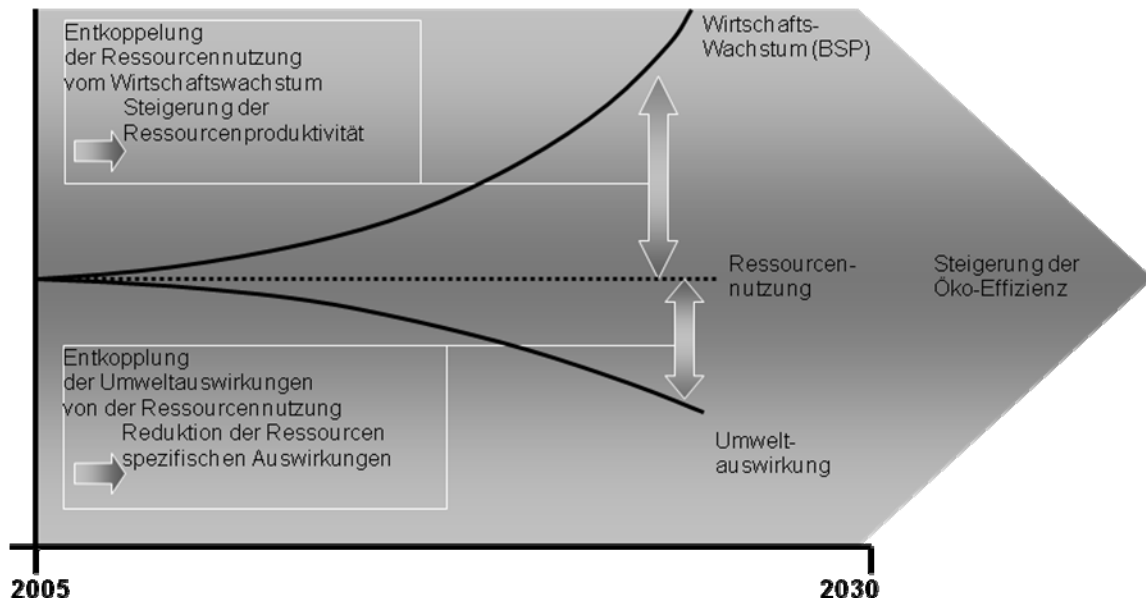 Entkoppelung
der Ressourcennutzung
vom Wirtschaftswachstum
Steigerung der
Ressourcenproduktivität
Wirtschafts-
Wachstum (BSP)
Ressourcen-
nutzung
Steigerung der
Öko-Effizienz
Entkopplung
der Umweltauswirkungen
von der Ressourcennutzung
Reduktion der Ressourcen
spezifischen Auswirkungen
Umwelt-
auswirkung
2005
2030